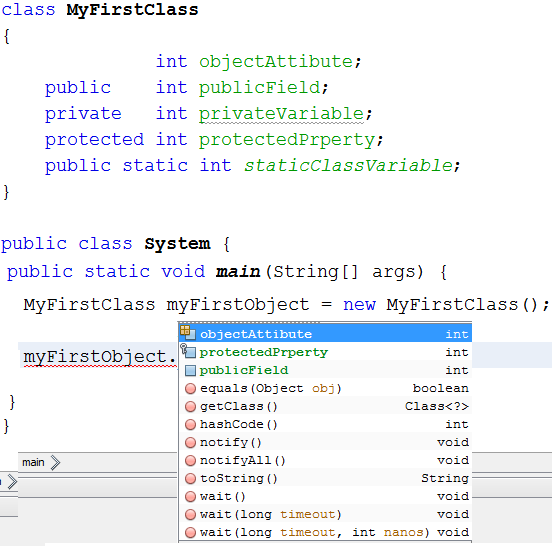 class MyFirstClass
{
int objectAttibute;
public int publicField;
private int privateVariable;
protected int protectedPrperty;
public static int staticClassVariable;
}
public class System {
public static void main(String[] args) {
MyFirstClass myFirstObject = new MyFirstClass();
myFirstObject.
objectAttibute int
protectedPrperty int
publicField int
equals(Object obj) boolean
getClass() Class<?>
hashCode() int
notify() void
notifyAll() void
toString() String
wait() void
wait(long timeout) void
wait(long timeout, int nanos) void
}
}
main